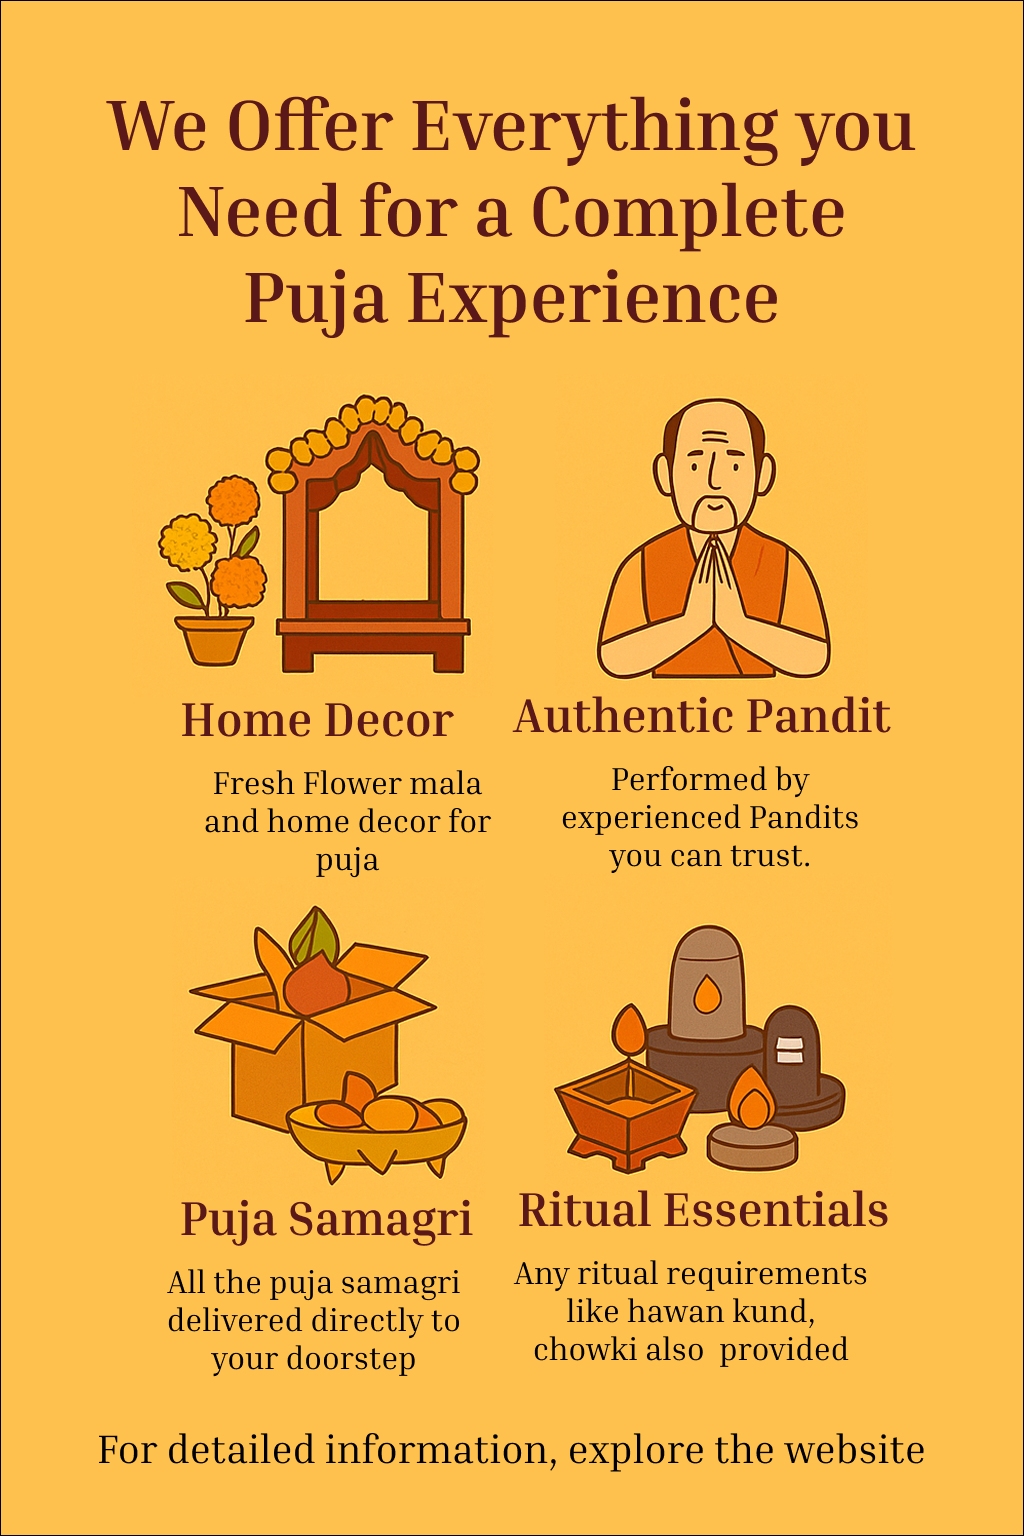 We Offer Everything you
Need for a Complete
Puja Experience
Home Decor
Fresh Flower mala
and home decor for
puja
Authentic Pandit
Performed by
experienced Pandits
you can trust.
Puja Samagri
All the puja samagri
delivered directly to
your doorstep
Ritual Essentials
Any ritual requirements
like hawan kund,
chowki also  provided
For detailed information, explore the website